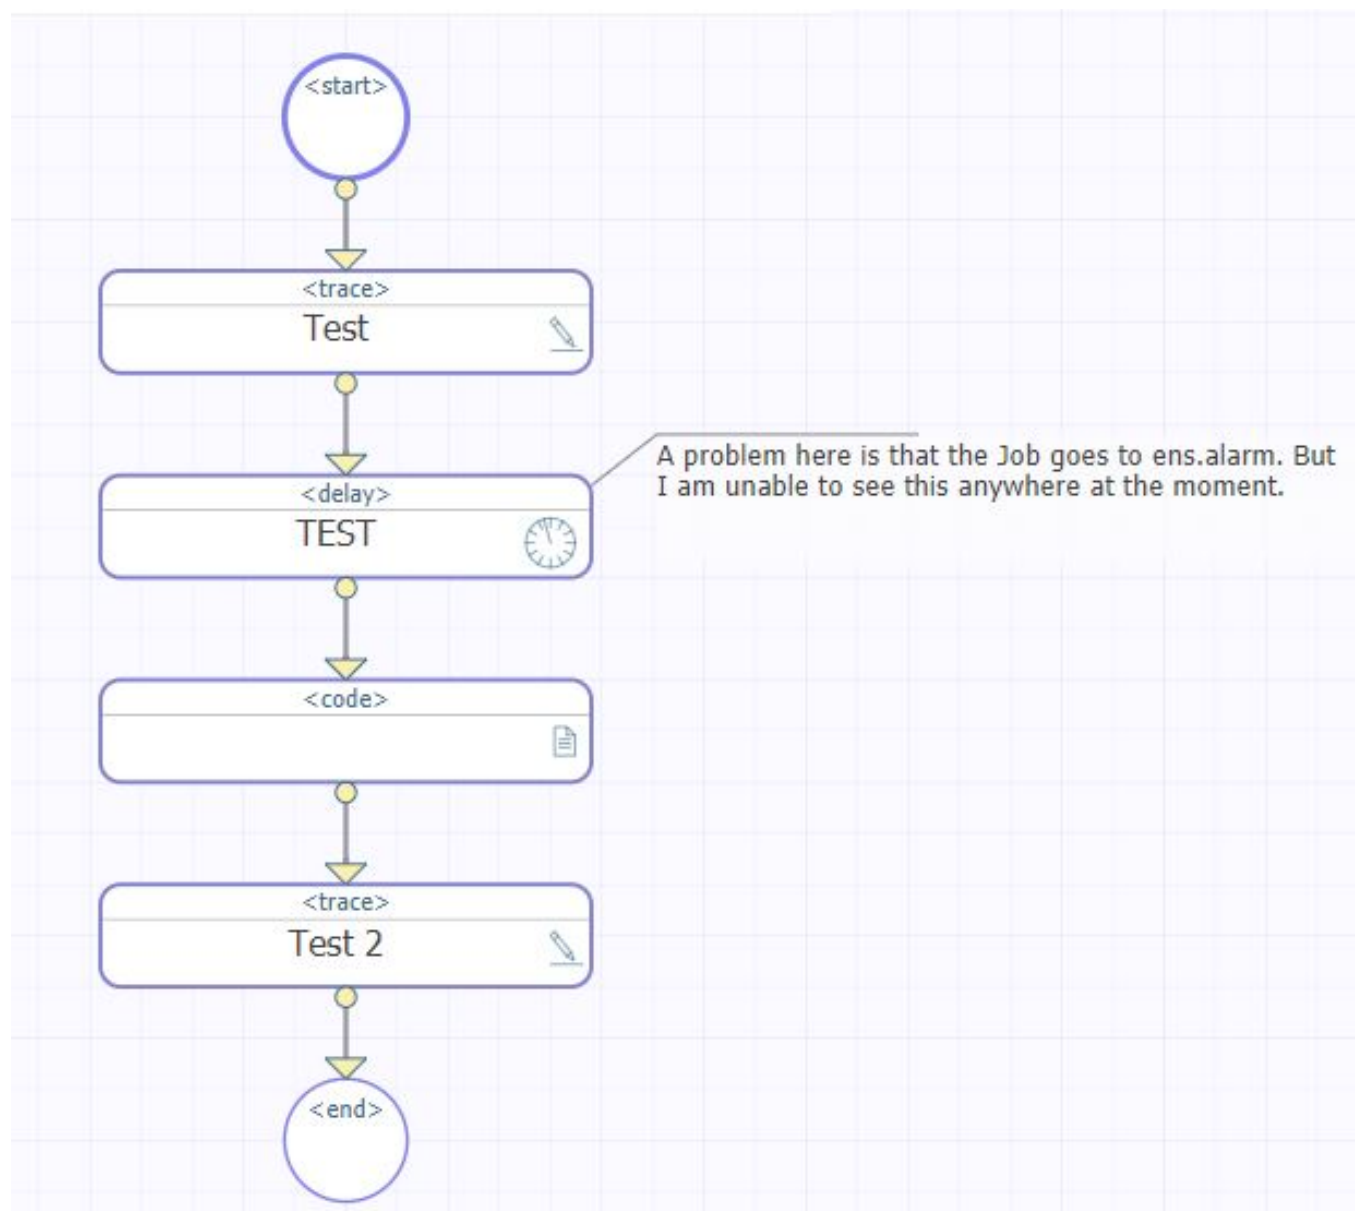 <start>
<trace>
Test
A problem here is that the Job goes to ens.alarm. But
I am unable to see this anywhere at the moment.
<delay>
TEST
<code>
<trace>
Test 2
<end>